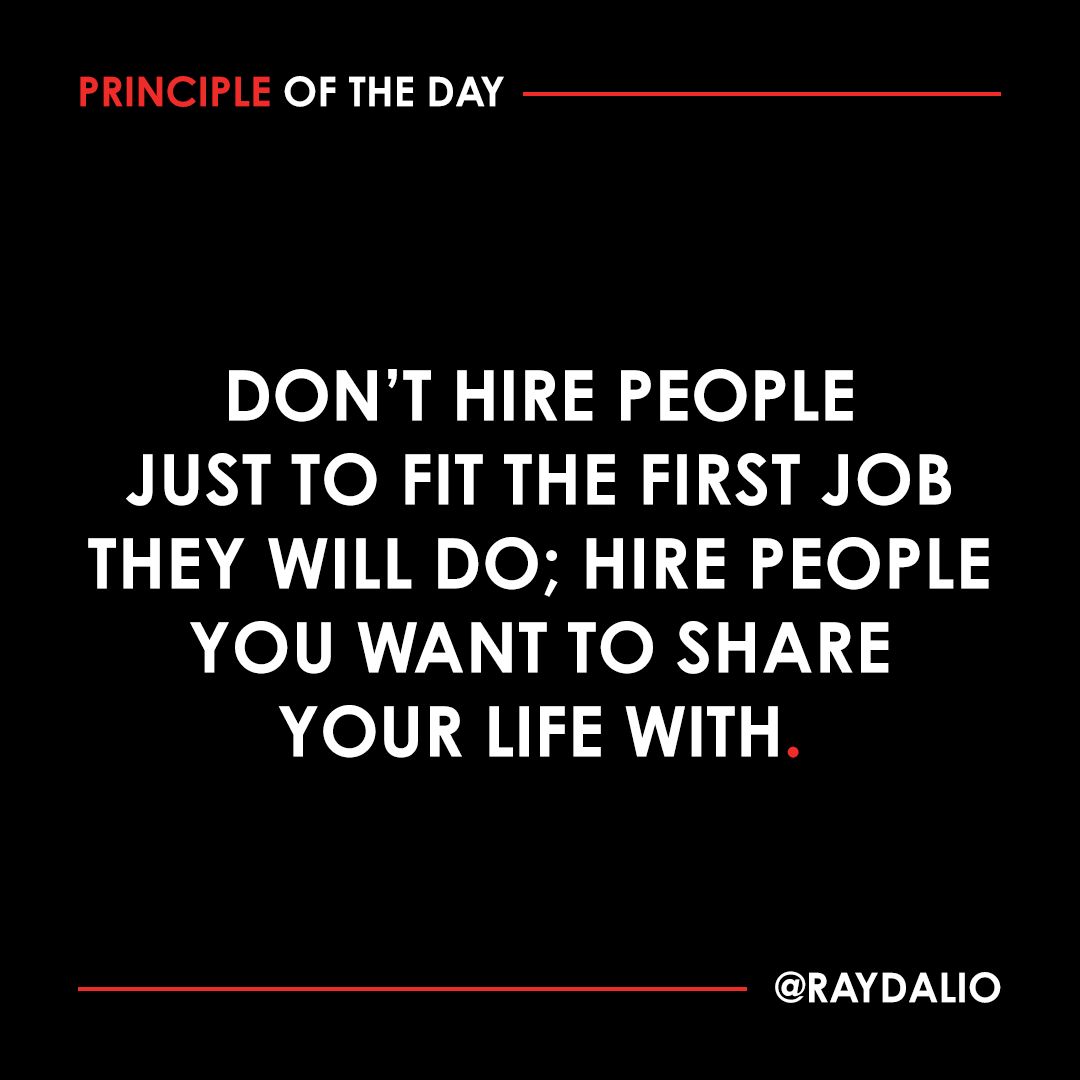 PRINCIPLE OF THE DAY
DON’T HIRE PEOPLE
JUST TO FIT THE FIRST JOB
THEY WILL DO; HIRE PEOPLE
YOU WANT TO SHARE
YOUR LIFE WITH.
@RAYDALIO